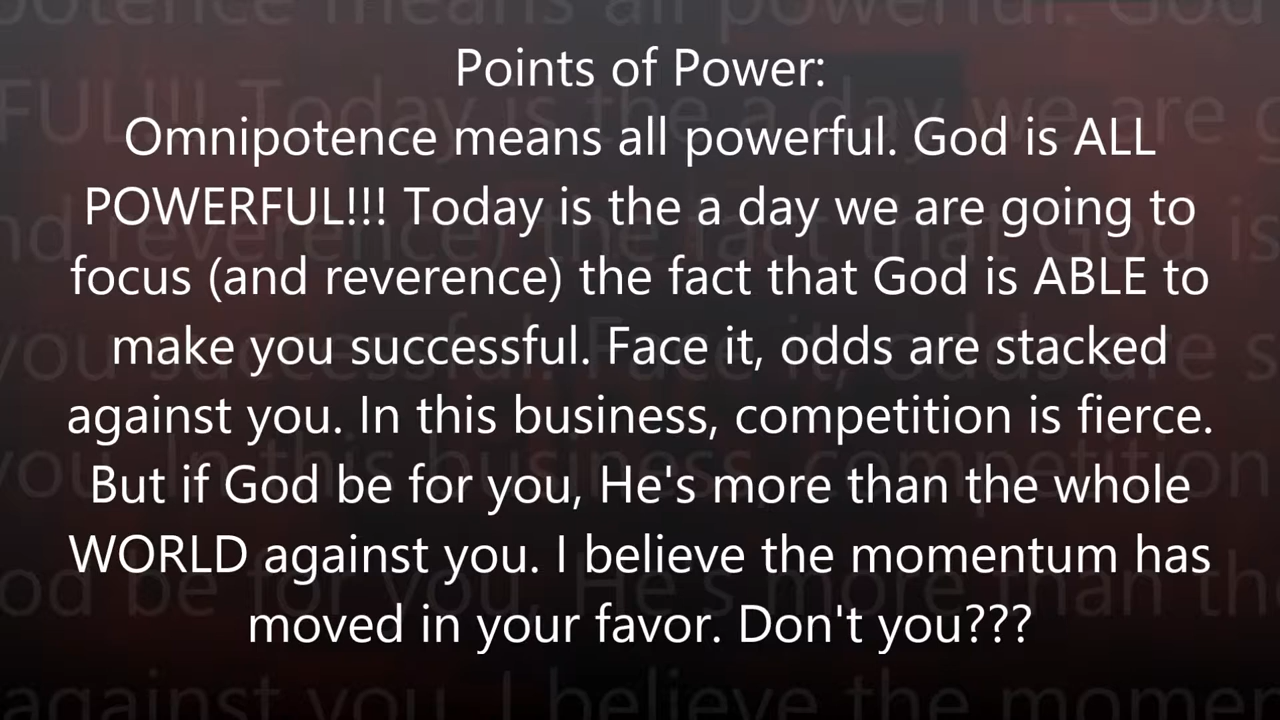 Points of Power:
Omnipotence means all powerful. God is ALL
POWERFUL!!! Today is the a day we are going to
focus (and reverence) the fact that God is ABLE to
make you successful. Face it, odds are stacked
against you. In this business, competition is fierce.
But if God be for you, He's more than the whole
WORLD against you. I believe the momentum has
moved in your favor. Don't you???